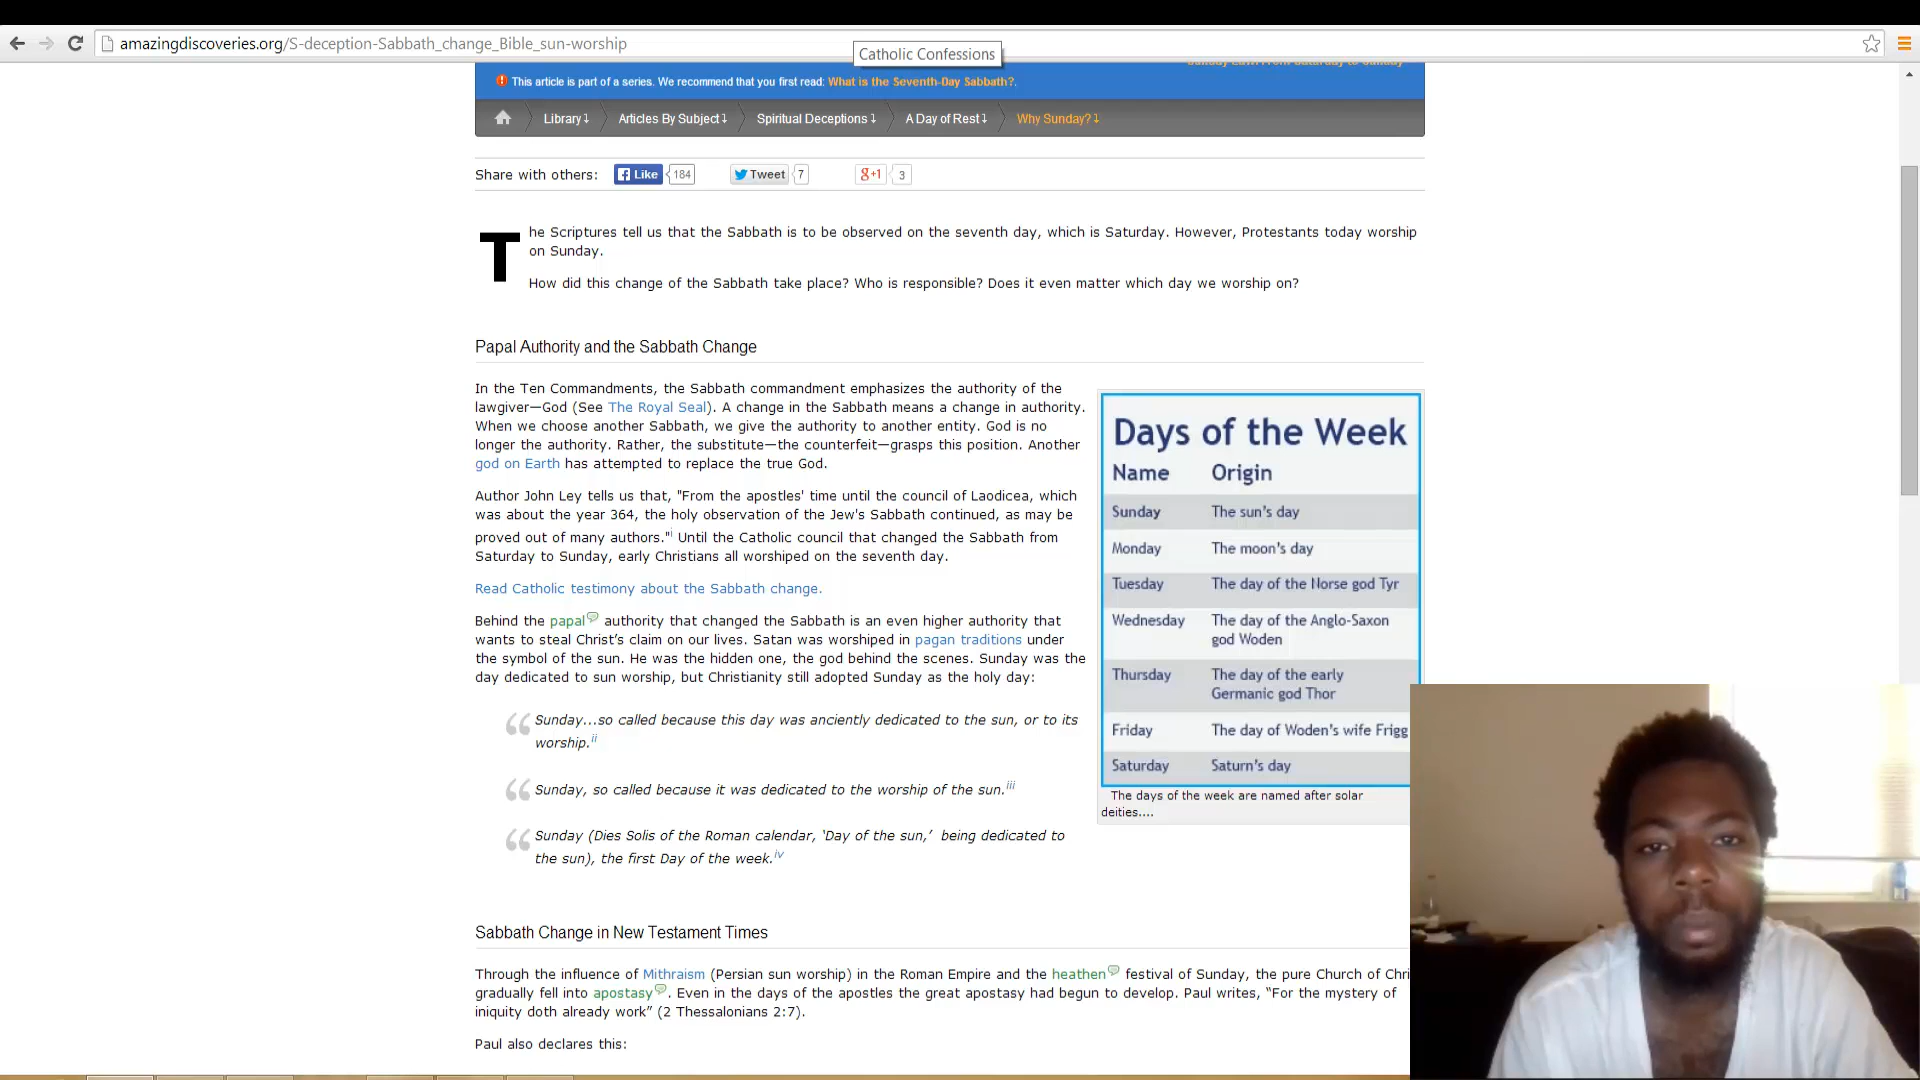 amazingdiscoveries.org/S-deception-Sabbath_change_Bible_sun-worship
Catholic Confessions
Sunday Law: From Saturday to Sunday
This article is part of a series. We recommend that you first read: What is the Seventh-Day Sabbath?.
Library Articles By Subject Spiritual Deceptions A Day of Rest Why Sunday?
Share with others: Like 184 Tweet 7 g+1 3
The Scriptures tell us that the Sabbath is to be observed on the seventh day, which is Saturday. However, Protestants today worship
on Sunday.
How did this change of the Sabbath take place? Who is responsible? Does it even matter which day we worship on?
Papal Authority and the Sabbath Change
In the Ten Commandments, the Sabbath commandment emphasizes the authority of the
lawgiver—God (See The Royal Seal). A change in the Sabbath means a change in authority.
When we choose another Sabbath, we give the authority to another entity. God is no
longer the authority. Rather, the substitute—the counterfeit—grasps this position. Another
god on Earth has attempted to replace the true God.
Author John Ley tells us that, "From the apostles' time until the council of Laodicea, which
was about the year 364, the holy observation of the Jew's Sabbath continued, as may be
proved out of many authors."i Until the Catholic council that changed the Sabbath from
Saturday to Sunday, early Christians all worshiped on the seventh day.
Read Catholic testimony about the Sabbath change.
Behind the papal authority that changed the Sabbath is an even higher authority that
wants to steal Christ's claim on our lives. Satan was worshiped in pagan traditions under
the symbol of the sun. He was the hidden one, the god behind the scenes. Sunday was the
day dedicated to sun worship, but Christianity still adopted Sunday as the holy day:
Sunday...so called because this day was anciently dedicated to the sun, or to its
worship.ii
Sunday, so called because it was dedicated to the worship of the sun.iii
Sunday (Dies Solis of the Roman calendar, ‘Day of the sun,’ being dedicated to
the sun), the first Day of the week.iv
Days of the Week
Name Origin
Sunday The sun's day
Monday The moon's day
Tuesday The day of the Norse god Tyr
Wednesday The day of the Anglo-Saxon
god Woden
Thursday The day of the early
Germanic god Thor
Friday The day of Woden's wife Frigg
Saturday Saturn's day
The days of the week are named after solar
deities....
Sabbath Change in New Testament Times
Through the influence of Mithraism (Persian sun worship) in the Roman Empire and the heathen festival of Sunday, the pure Church of Chri
gradually fell into apostasy. Even in the days of the apostles the great apostasy had begun to develop. Paul writes, “For the mystery of
iniquity doth already work” (2 Thessalonians 2:7).
Paul also declares this: